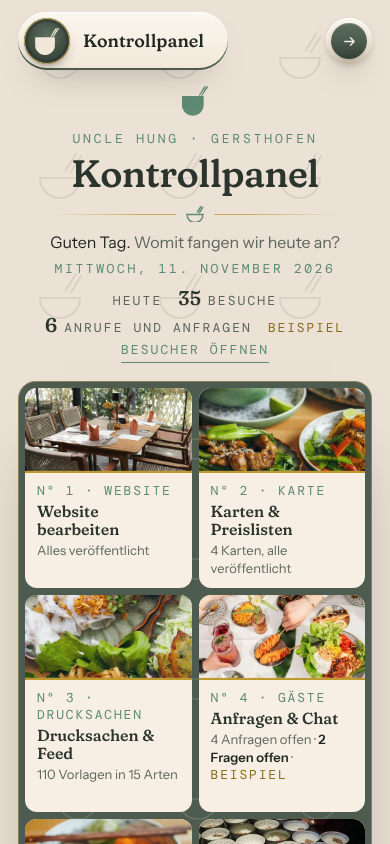 Kontrollpanel
→
UNCLE HUNG · GERSTHOFEN
Kontrollpanel
Guten Tag. Womit fangen wir heute an?
MITTWOCH, 11. NOVEMBER 2026
HEUTE 35 BESUCHE
6 ANRUFE UND ANFRAGEN BEISPIEL
BESUCHER ÖFFNEN
N° 1 · WEBSITE
Website
bearbeiten
Alles veröffentlicht
N° 2 · KARTE
Karten &
Preislisten
4 Karten, alle
veröffentlicht
N° 3 ·
DRUCKSACHEN
Drucksachen &
Feed
110 Vorlagen in 15 Arten
N° 4 · GÄSTE
Anfragen & Chat
4 Anfragen offen · 2
Fragen offen ·
BEISPIEL